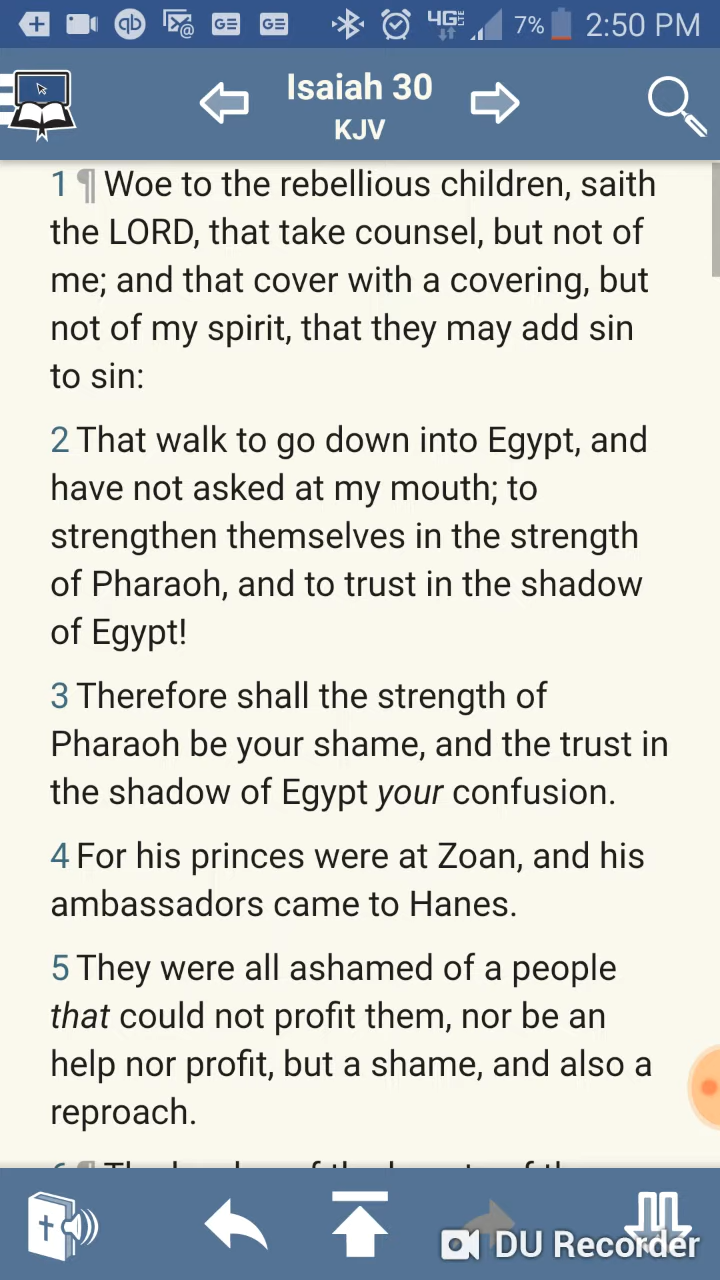 7% 2:50 PM
Isaiah 30
KJV
1 ¶ Woe to the rebellious children, saith
the LORD, that take counsel, but not of
me; and that cover with a covering, but
not of my spirit, that they may add sin
to sin:
2 That walk to go down into Egypt, and
have not asked at my mouth; to
strengthen themselves in the strength
of Pharaoh, and to trust in the shadow
of Egypt!
3 Therefore shall the strength of
Pharaoh be your shame, and the trust in
the shadow of Egypt your confusion.
4 For his princes were at Zoan, and his
ambassadors came to Hanes.
5 They were all ashamed of a people
that could not profit them, nor be an
help nor profit, but a shame, and also a
reproach.
DU Recorder